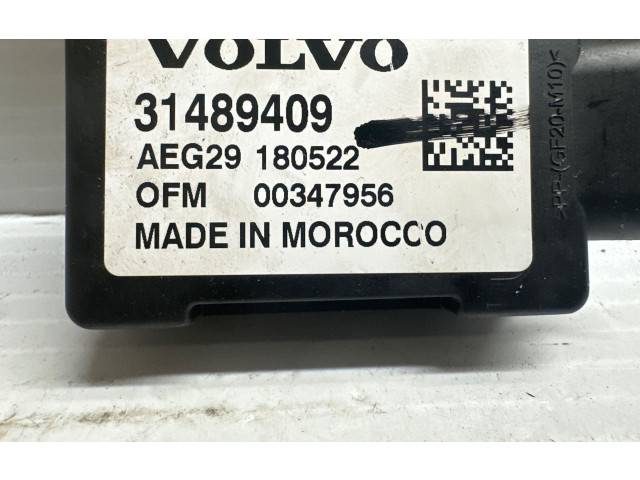 VOLVO
31489409
AEG29 180522
OFM 00347956
MADE IN MOROCCO
>PP-(GF20-M10)<